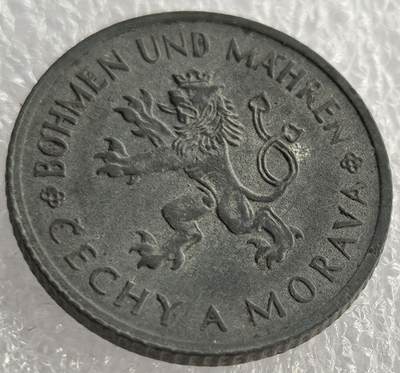 BÖHMEN UND MÄHREN
ČECHY A MORAVA